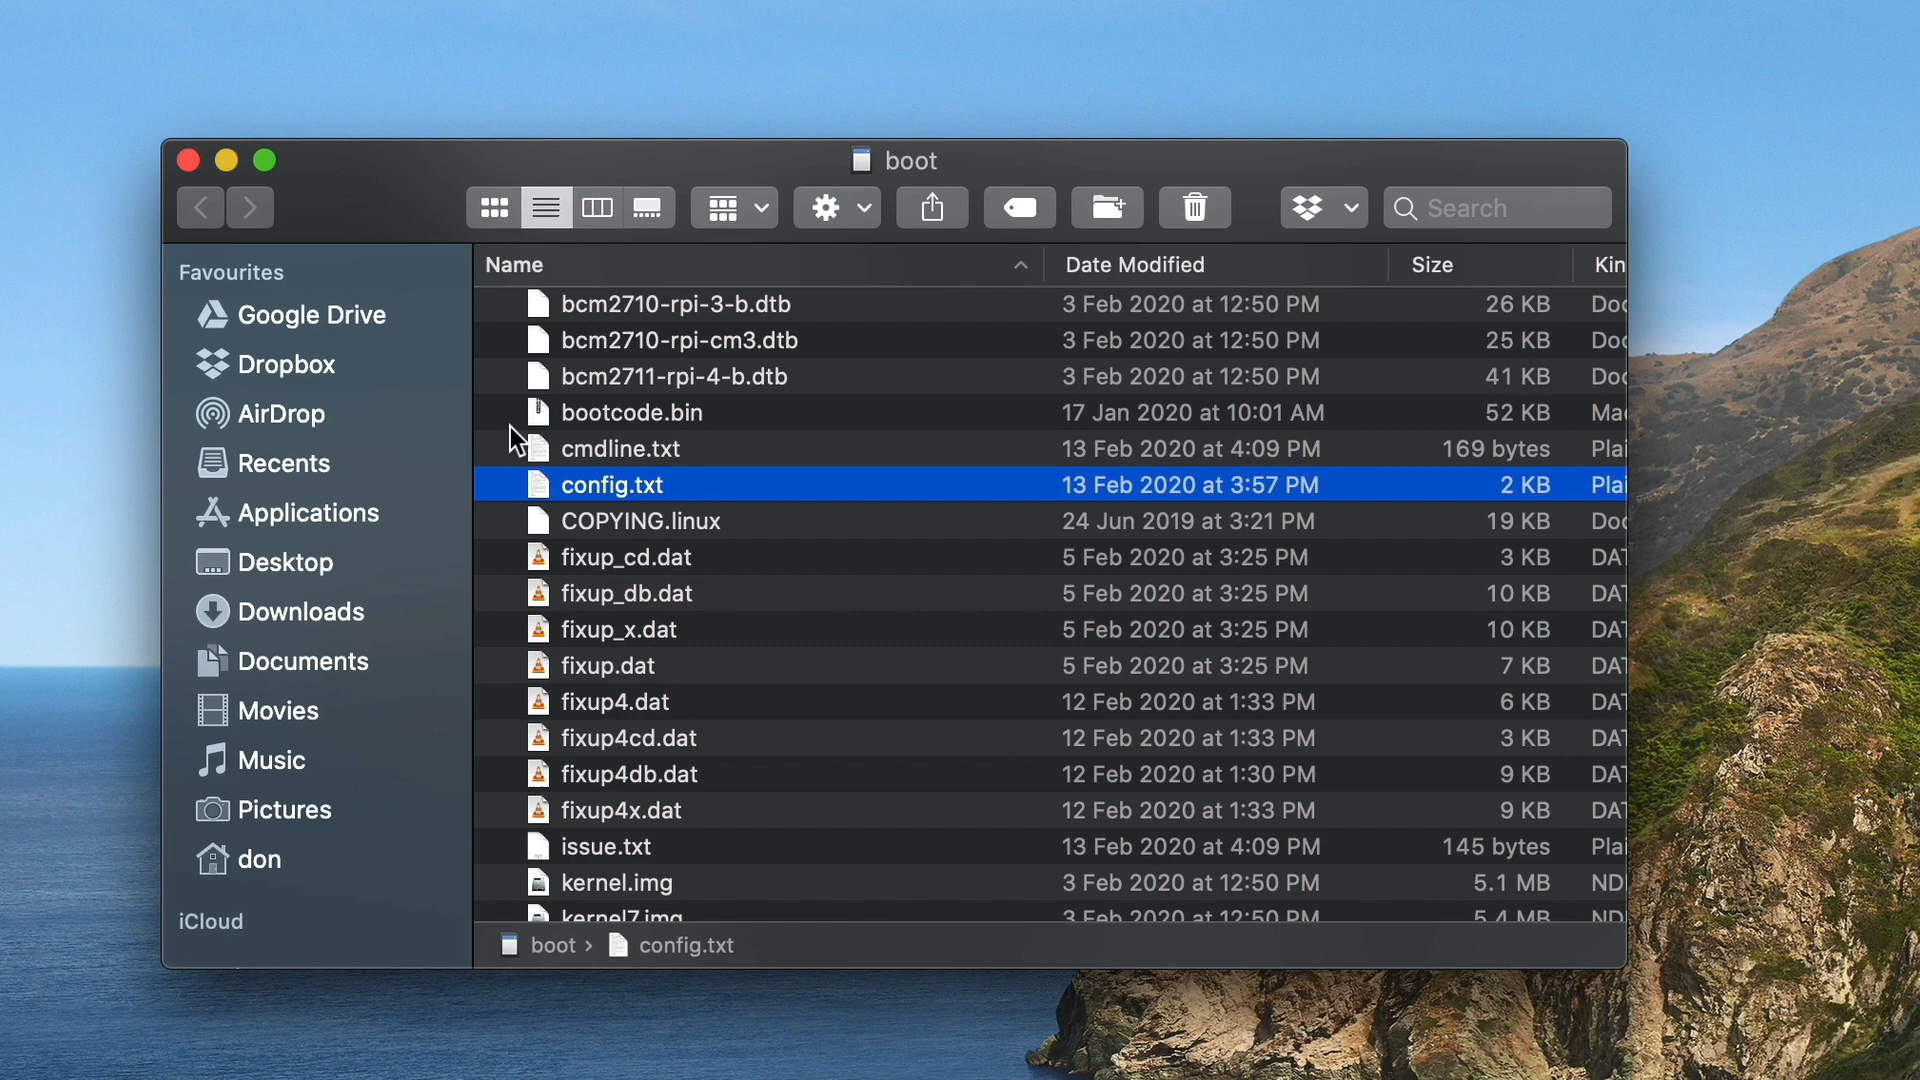 boot
Search
Favourites
Google Drive
Dropbox
AirDrop
Recents
Applications
Desktop
Downloads
Documents
Movies
Music
Pictures
don
iCloud
Name Date Modified Size Kin
bcm2710-rpi-3-b.dtb 3 Feb 2020 at 12:50 PM 26 KB Doc
bcm2710-rpi-cm3.dtb 3 Feb 2020 at 12:50 PM 25 KB Doc
bcm2711-rpi-4-b.dtb 3 Feb 2020 at 12:50 PM 41 KB Doc
bootcode.bin 17 Jan 2020 at 10:01 AM 52 KB Mac
cmdline.txt 13 Feb 2020 at 4:09 PM 169 bytes Plai
config.txt 13 Feb 2020 at 3:57 PM 2 KB Plai
COPYING.linux 24 Jun 2019 at 3:21 PM 19 KB Doc
fixup_cd.dat 5 Feb 2020 at 3:25 PM 3 KB DAT
fixup_db.dat 5 Feb 2020 at 3:25 PM 10 KB DAT
fixup_x.dat 5 Feb 2020 at 3:25 PM 10 KB DAT
fixup.dat 5 Feb 2020 at 3:25 PM 7 KB DAT
fixup4.dat 12 Feb 2020 at 1:33 PM 6 KB DAT
fixup4cd.dat 12 Feb 2020 at 1:33 PM 3 KB DAT
fixup4db.dat 12 Feb 2020 at 1:30 PM 9 KB DAT
fixup4x.dat 12 Feb 2020 at 1:33 PM 9 KB DAT
issue.txt 13 Feb 2020 at 4:09 PM 145 bytes Plai
kernel.img 3 Feb 2020 at 12:50 PM 5.1 MB ND
kernel7.img 3 Feb 2020 at 12:50 PM 5.4 MB ND
boot › config.txt